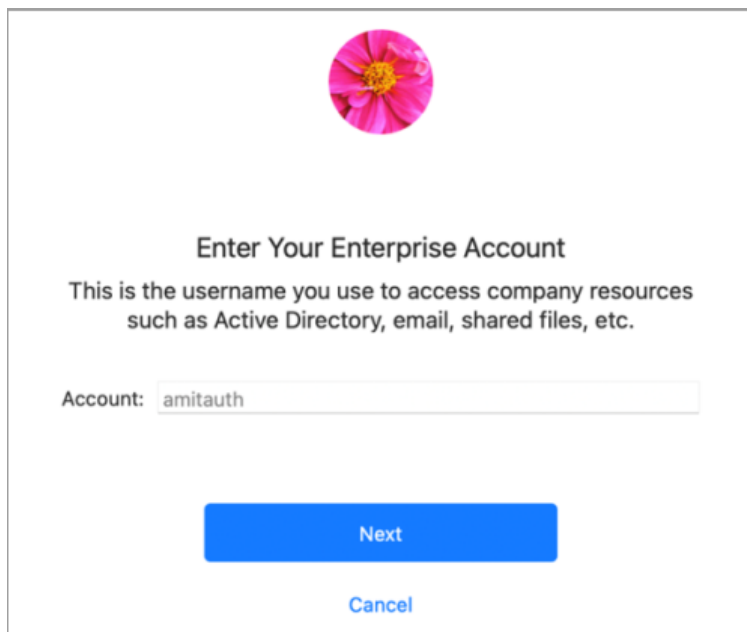 Enter Your Enterprise Account
This is the username you use to access company resources
such as Active Directory, email, shared files, etc.
Account: amitauth
Next
Cancel